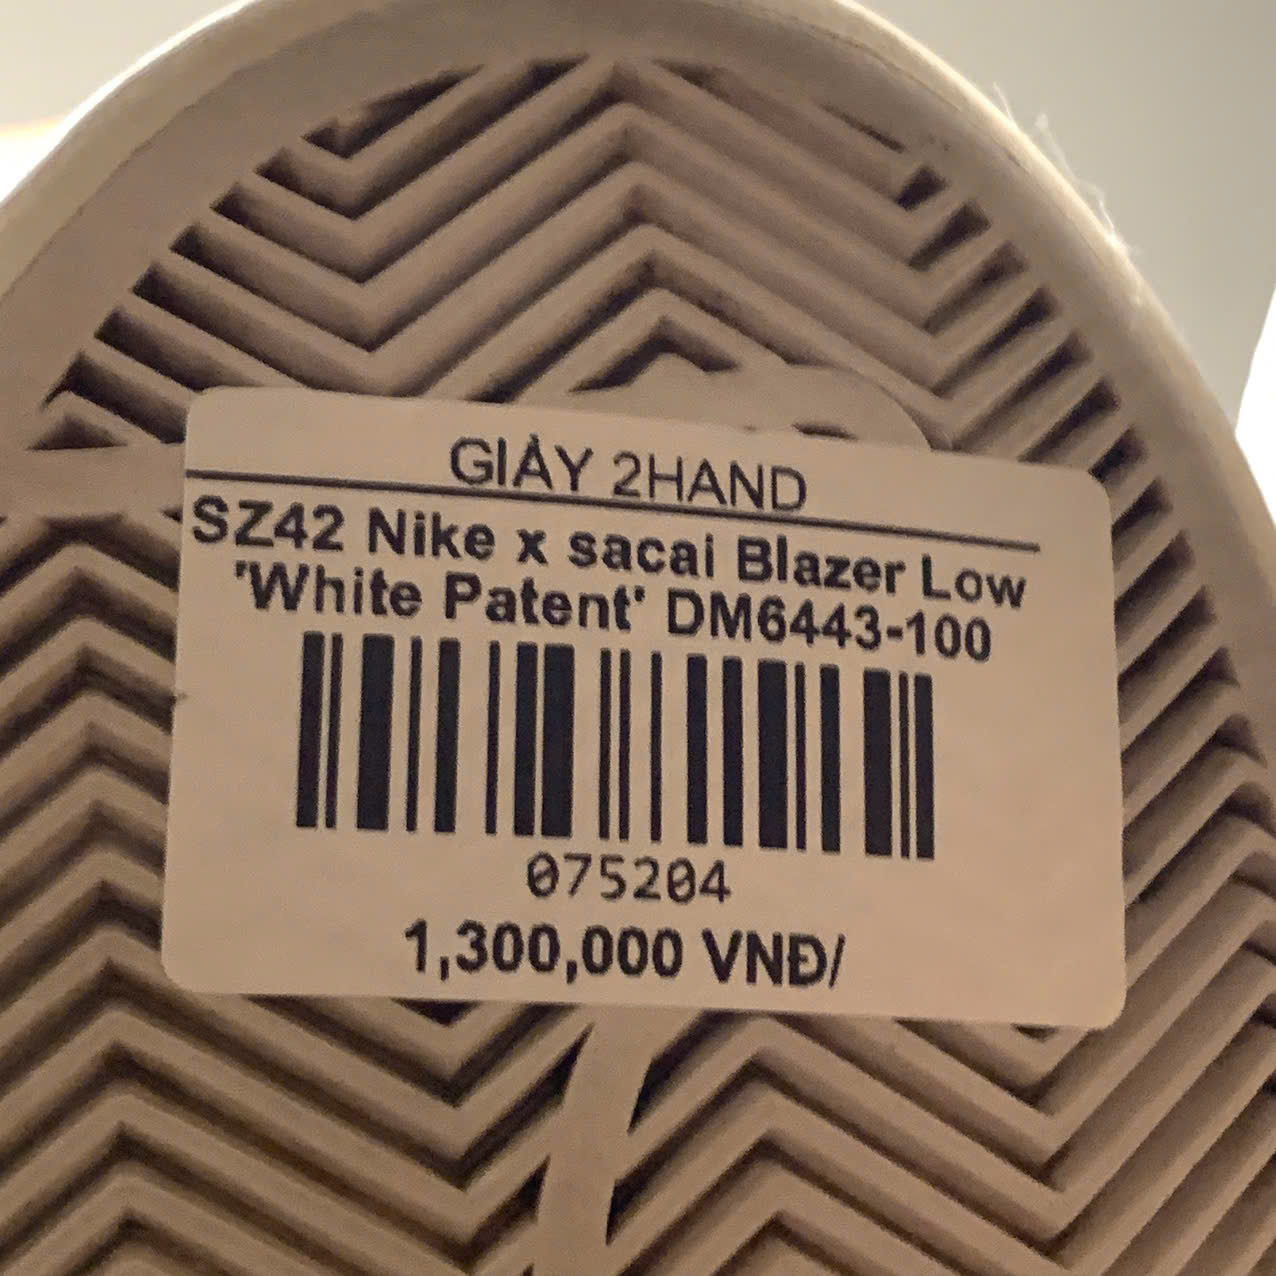 GIÀY 2HAND
SZ42 Nike x sacai Blazer Low
'White Patent' DM6443-100
075204
1,300,000 VNĐ/